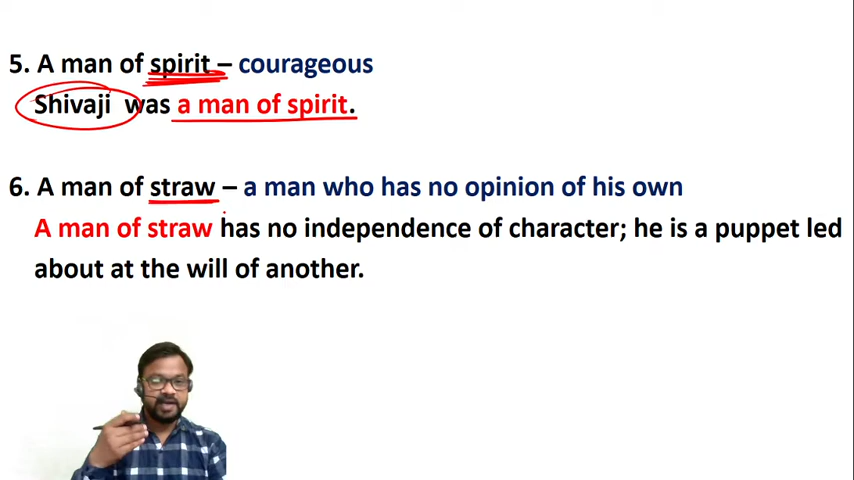 5. A man of spirit – courageous
Shivaji was a man of spirit.
6. A man of straw – a man who has no opinion of his own
A man of straw has no independence of character; he is a puppet led
about at the will of another.